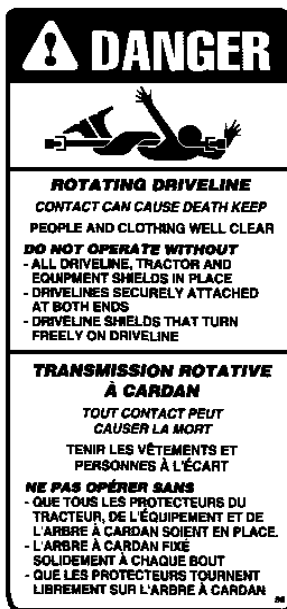 DANGER
ROTATING DRIVELINE
CONTACT CAN CAUSE DEATH KEEP
PEOPLE AND CLOTHING WELL CLEAR
DO NOT OPERATE WITHOUT
- ALL DRIVELINE, TRACTOR AND
EQUIPMENT SHIELDS IN PLACE
- DRIVELINES SECURELY ATTACHED
AT BOTH ENDS
- DRIVELINE SHIELDS THAT TURN
FREELY ON DRIVELINE
TRANSMISSION ROTATIVE
À CARDAN
TOUT CONTACT PEUT
CAUSER LA MORT
TENIR LES VÊTEMENTS ET
PERSONNES À L'ÉCART
NE PAS OPÉRER SANS
- QUE TOUS LES PROTECTEURS DU
TRACTEUR, DE L'ÉQUIPEMENT ET DE
L'ARBRE À CARDAN SOIENT EN PLACE.
- L'ARBRE À CARDAN FIXÉ
SOLIDEMENT À CHAQUE BOUT
- QUE LES PROTECTEURS TOURNENT
LIBREMENT SUR L'ARBRE À CARDAN